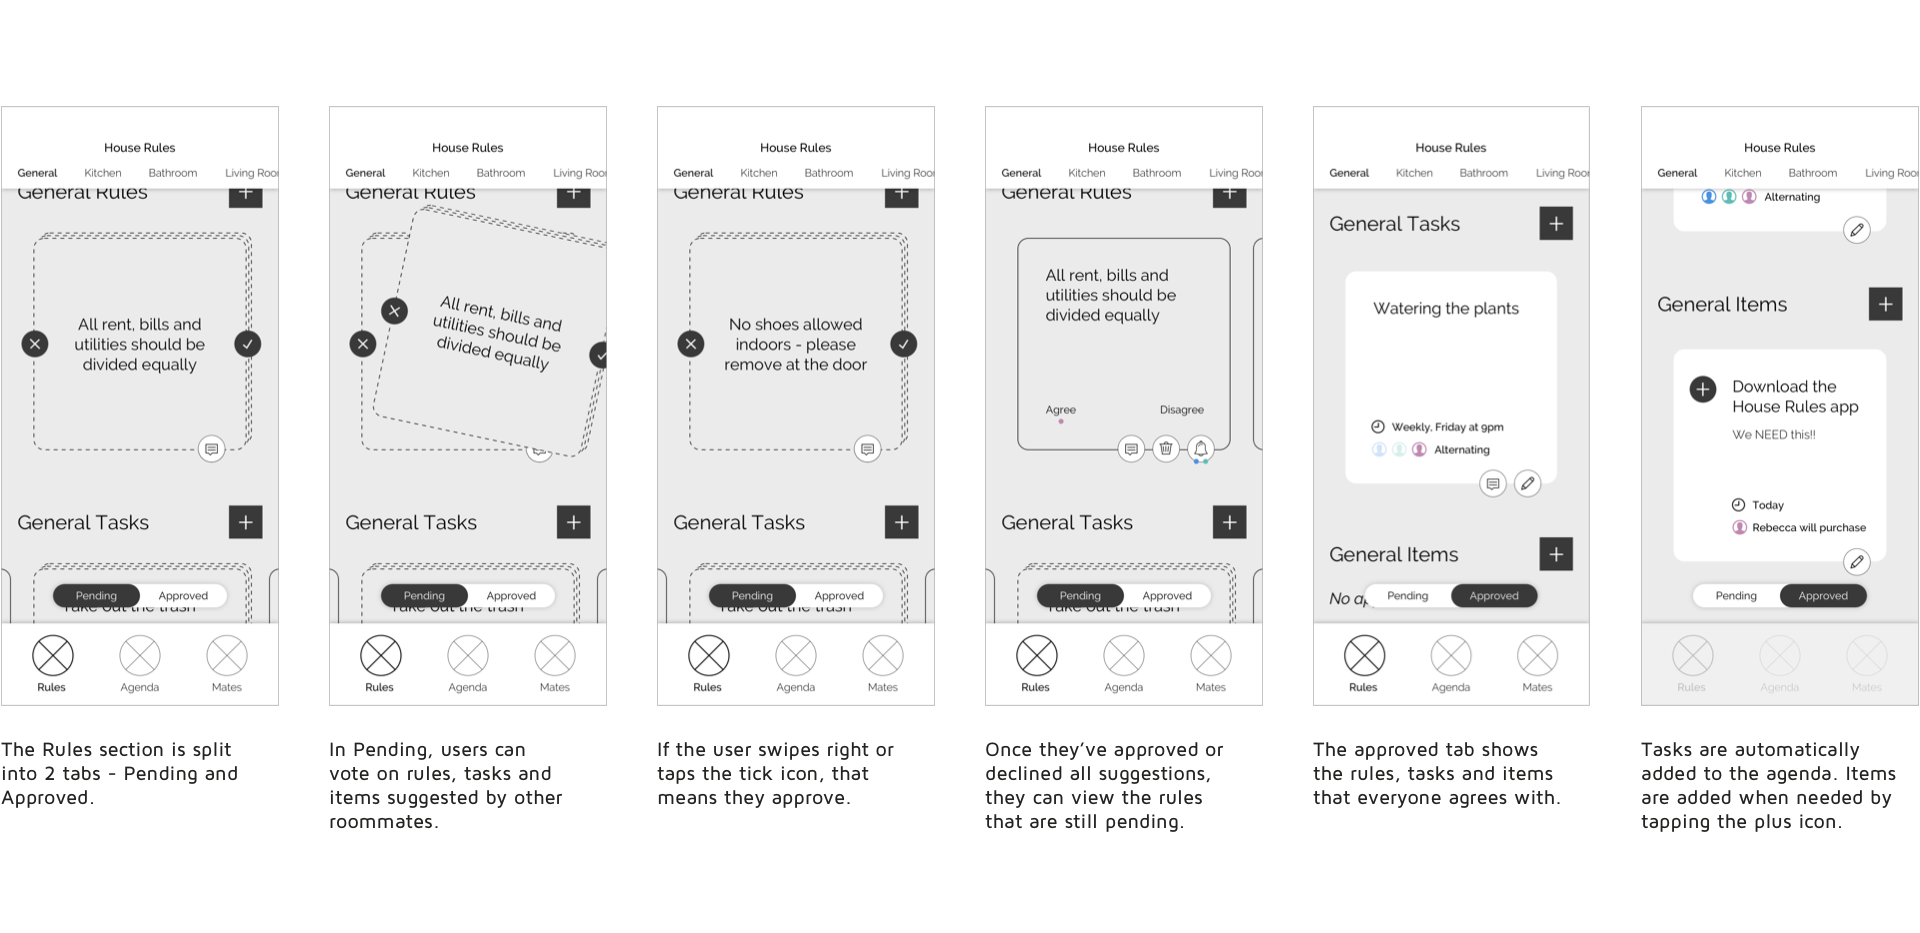 House Rules
General Kitchen Bathroom Living Roo
General Rules
All rent, bills and
utilities should be
divided equally
General Tasks
Pending Approved
Take out the trash
Rules Agenda Mates
The Rules section is split
into 2 tabs - Pending and
Approved.
House Rules
General Kitchen Bathroom Living Roo
General Rules
All rent, bills and
utilities should be
divided equally
General Tasks
Pending Approved
Take out the trash
Rules Agenda Mates
In Pending, users can
vote on rules, tasks and
items suggested by other
roommates.
House Rules
General Kitchen Bathroom Living Roo
General Rules
No shoes allowed
indoors - please
remove at the door
General Tasks
Pending Approved
Take out the trash
Rules Agenda Mates
If the user swipes right or
taps the tick icon, that
means they approve.
House Rules
General Kitchen Bathroom Living Roo
General Rules
All rent, bills and
utilities should be
divided equally
Agree Disagree
General Tasks
Pending Approved
Take out the trash
Rules Agenda Mates
Once they've approved or
declined all suggestions,
they can view the rules
that are still pending.
House Rules
General Kitchen Bathroom Living Roo
General Tasks
Watering the plants
Weekly, Friday at 9pm
Alternating
General Items
No ap
Pending Approved
Rules Agenda Mates
The approved tab shows
the rules, tasks and items
that everyone agrees with.
House Rules
General Kitchen Bathroom Living Roo
Alternating
General Items
Download the
House Rules app
We NEED this!!
Today
Rebecca will purchase
Pending Approved
Rules Agenda Mates
Tasks are automatically
added to the agenda. Items
are added when needed by
tapping the plus icon.